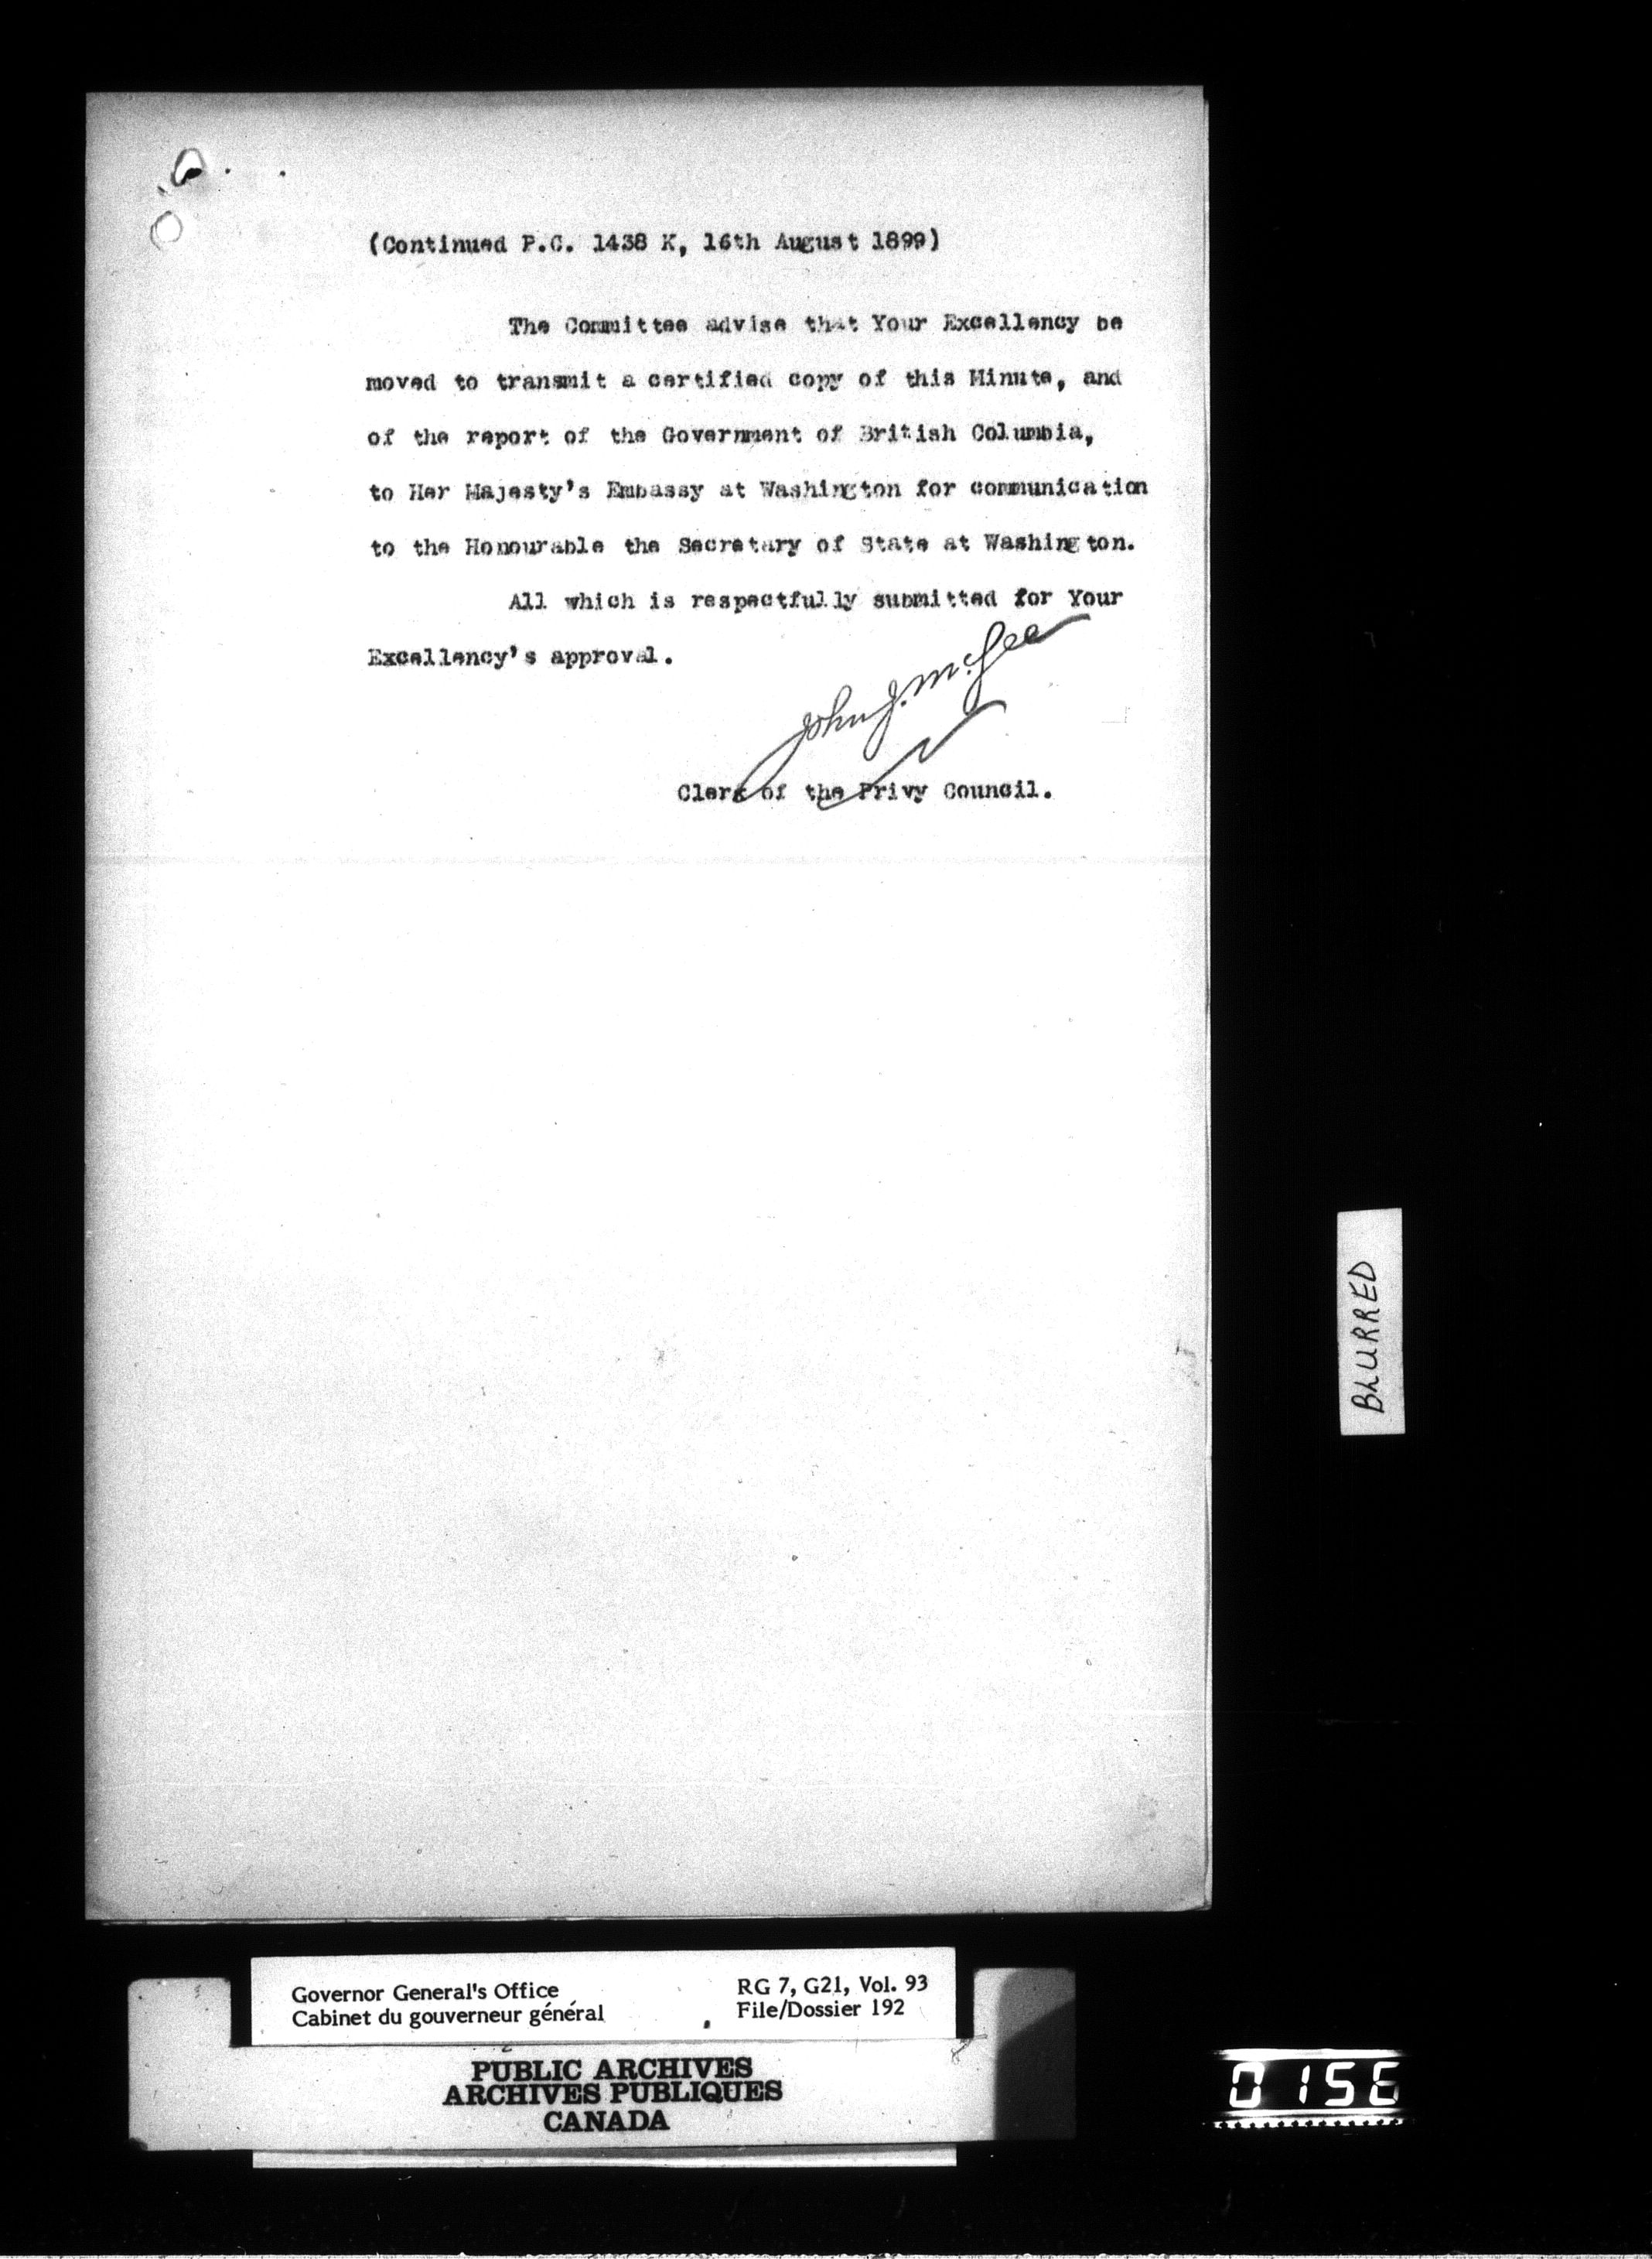 (Continued P.C. 1438 K, 16th August 1899)
The Committee advise that Your Excellency be
moved to transmit a certified copy of this Minute, and
of the report of the Government of British Columbia,
to Her Majesty's Embassy at Washington for communication
to the Honourable the Secretary of State at Washington.
All which is respectfully submitted for Your
Excellency's approval.
John J. McGee
Clerk of the Privy Council.
BLURRED
Governor General's Office
Cabinet du gouverneur général
RG 7, G21, Vol. 93
File/Dossier 192
PUBLIC ARCHIVES
ARCHIVES PUBLIQUES
CANADA
0156